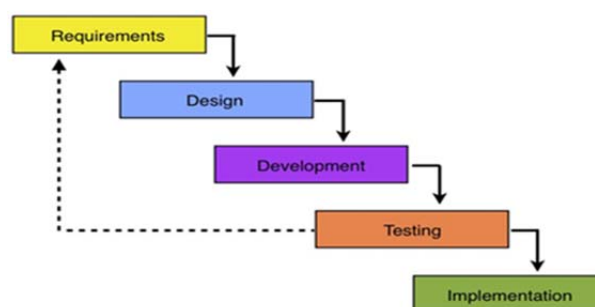 Requirements
Design
Development
Testing
Implementation